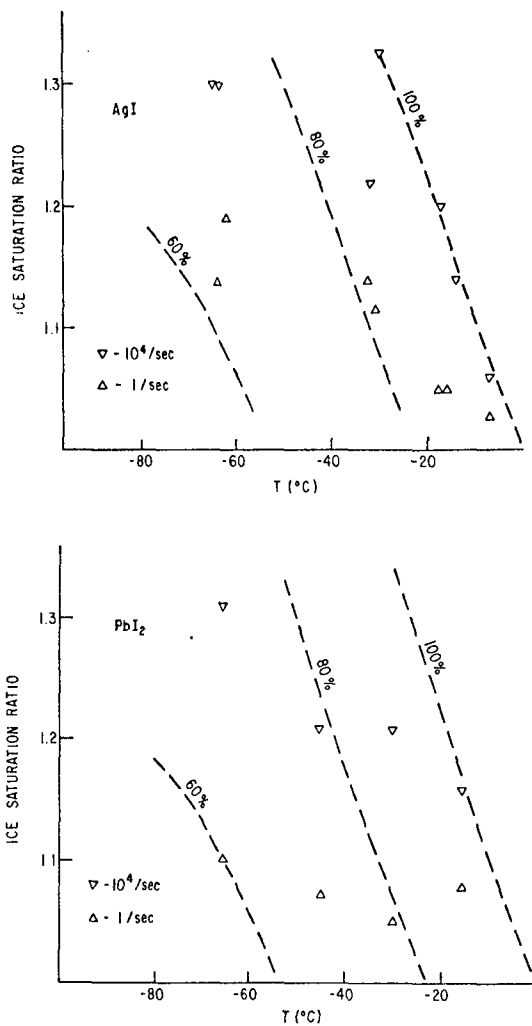 1.3
1.2
1.1
ICE SATURATION RATIO
AgI
60%
80%
100%
▽ - 10⁴/sec
△ - 1/sec
-80
-60
-40
-20
T (°C)
1.3
1.2
1.1
ICE SATURATION RATIO
PbI₂
60%
80%
100%
▽ - 10⁴/sec
△ - 1/sec
-80
-60
-40
-20
T (°C)